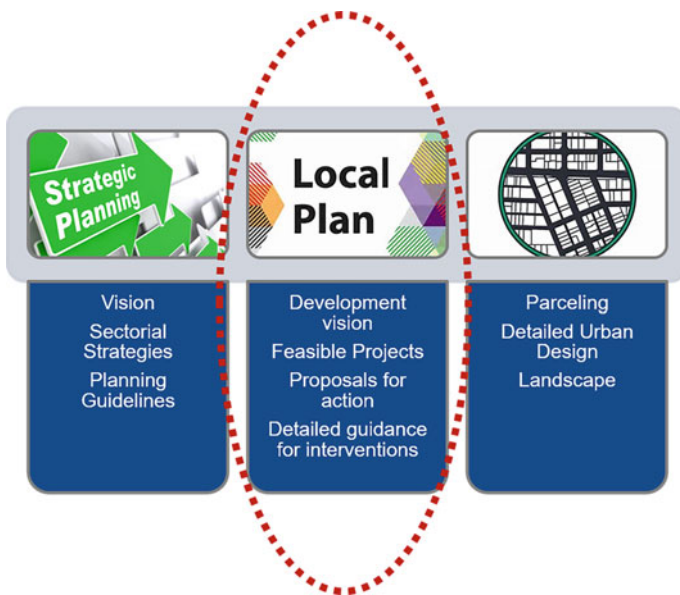 Strategic
Planning
Local
Plan
Vision
Sectorial
Strategies
Planning
Guidelines
Development
vision
Feasible Projects
Proposals for
action
Detailed guidance
for interventions
Parceling
Detailed Urban
Design
Landscape